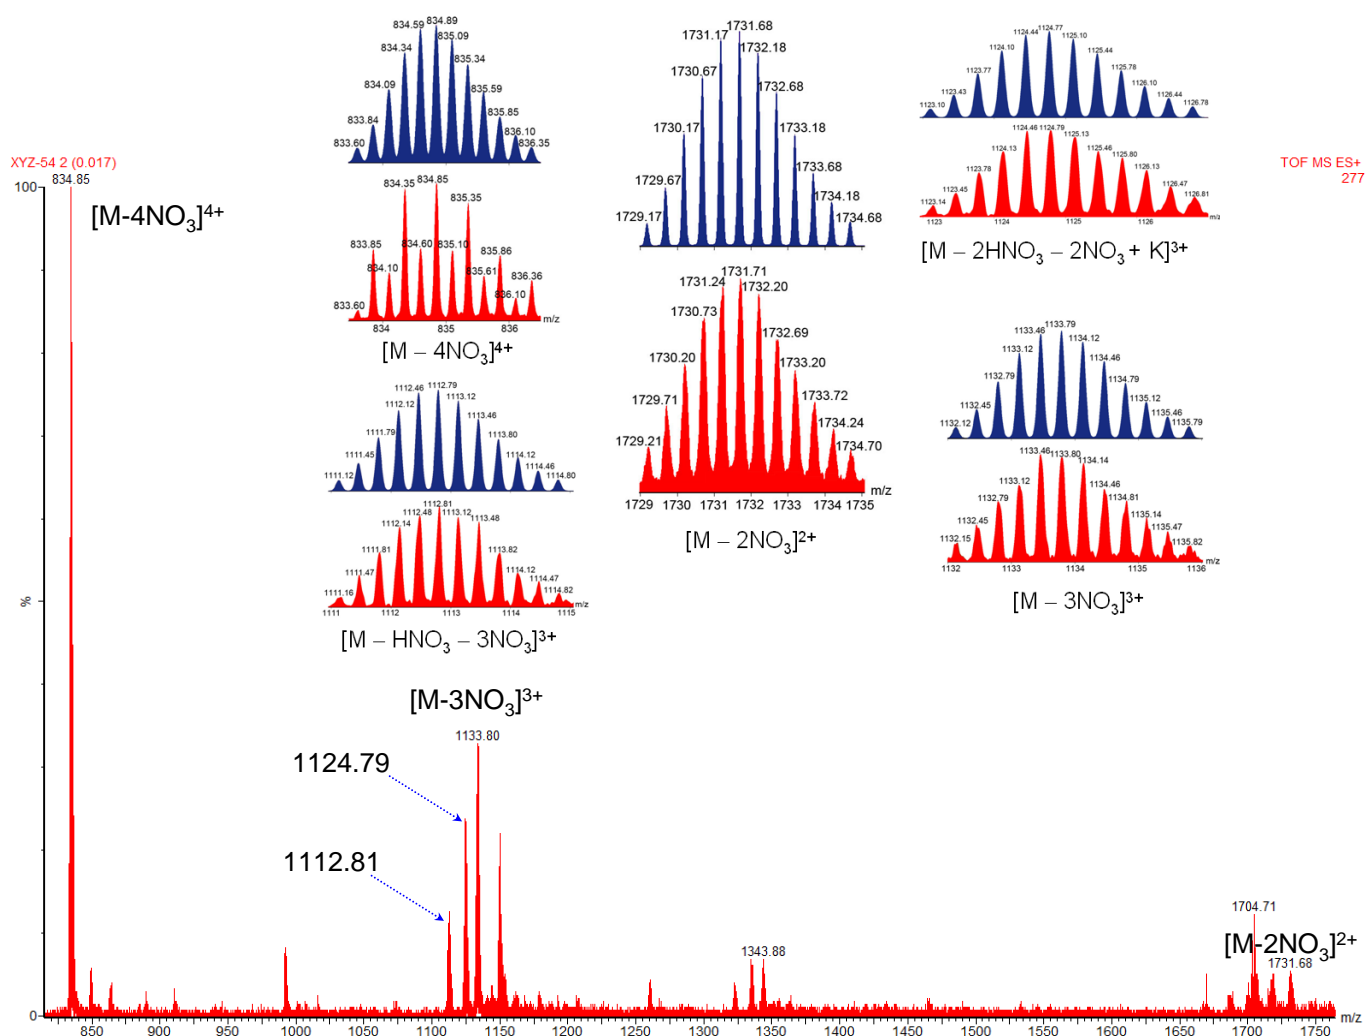 XYZ-54 2 (0.017)
834.85
100
TOF MS ES+
277
[M-4NO₃]⁴⁺
833.60 833.84 834.09 834.34 834.59 834.89 835.09 835.34 835.59 835.85 836.10 836.35
833.60 833.85 834.10 834.35 834.60 834.85 835.10 835.35 835.61 835.86 836.10 836.36
834 835 836 m/z
[M – 4NO₃]⁴⁺
1111.12 1111.45 1111.79 1112.12 1112.46 1112.79 1113.12 1113.46 1113.80 1114.12 1114.46 1114.80
1111.16 1111.47 1111.81 1112.14 1112.48 1112.81 1113.12 1113.48 1113.82 1114.12 1114.47 1114.82
1111 1112 1113 1114 1115 m/z
[M – HNO₃ – 3NO₃]³⁺
1729.17 1729.67 1730.17 1730.67 1731.17 1731.68 1732.18 1732.68 1733.18 1733.68 1734.18 1734.68
1729.21 1729.71 1730.20 1730.73 1731.24 1731.71 1732.20 1732.69 1733.20 1733.72 1734.24 1734.70
1729 1730 1731 1732 1733 1734 1735 m/z
[M – 2NO₃]²⁺
1123.10 1123.43 1123.77 1124.10 1124.44 1124.77 1125.10 1125.44 1125.78 1126.10 1126.44 1126.78
1123.14 1123.45 1123.78 1124.13 1124.46 1124.79 1125.13 1125.46 1125.80 1126.13 1126.47 1126.81
1123 1124 1125 1126 m/z
[M – 2HNO₃ – 2NO₃ + K]³⁺
1132.12 1132.45 1132.79 1133.12 1133.46 1133.79 1134.12 1134.46 1134.79 1135.12 1135.46 1135.79
1132.15 1132.45 1132.79 1133.12 1133.46 1133.80 1134.14 1134.46 1134.81 1135.14 1135.47 1135.82
1132 1133 1134 1135 1136 m/z
[M – 3NO₃]³⁺
%
[M-3NO₃]³⁺
1133.80
1124.79
1112.81
1343.88
1704.71
[M-2NO₃]²⁺
1731.68
0
850 900 950 1000 1050 1100 1150 1200 1250 1300 1350 1400 1450 1500 1550 1600 1650 1700 1750 m/z